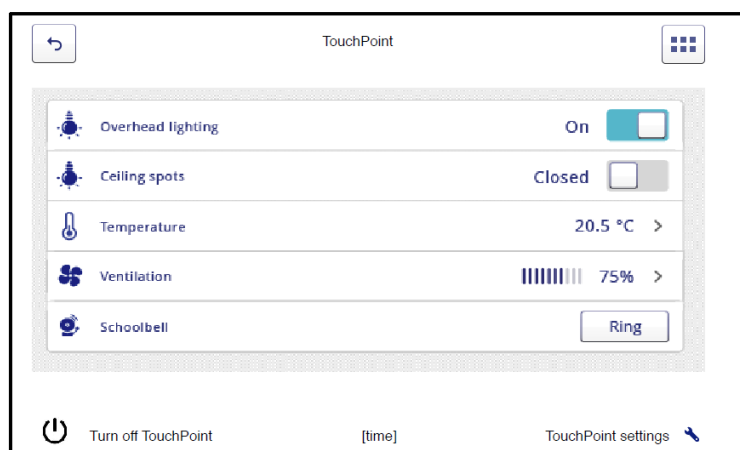 TouchPoint
Overhead lighting On
Ceiling spots Closed
Temperature 20.5 °C >
Ventilation 75% >
Schoolbell Ring
Turn off TouchPoint [time] TouchPoint settings